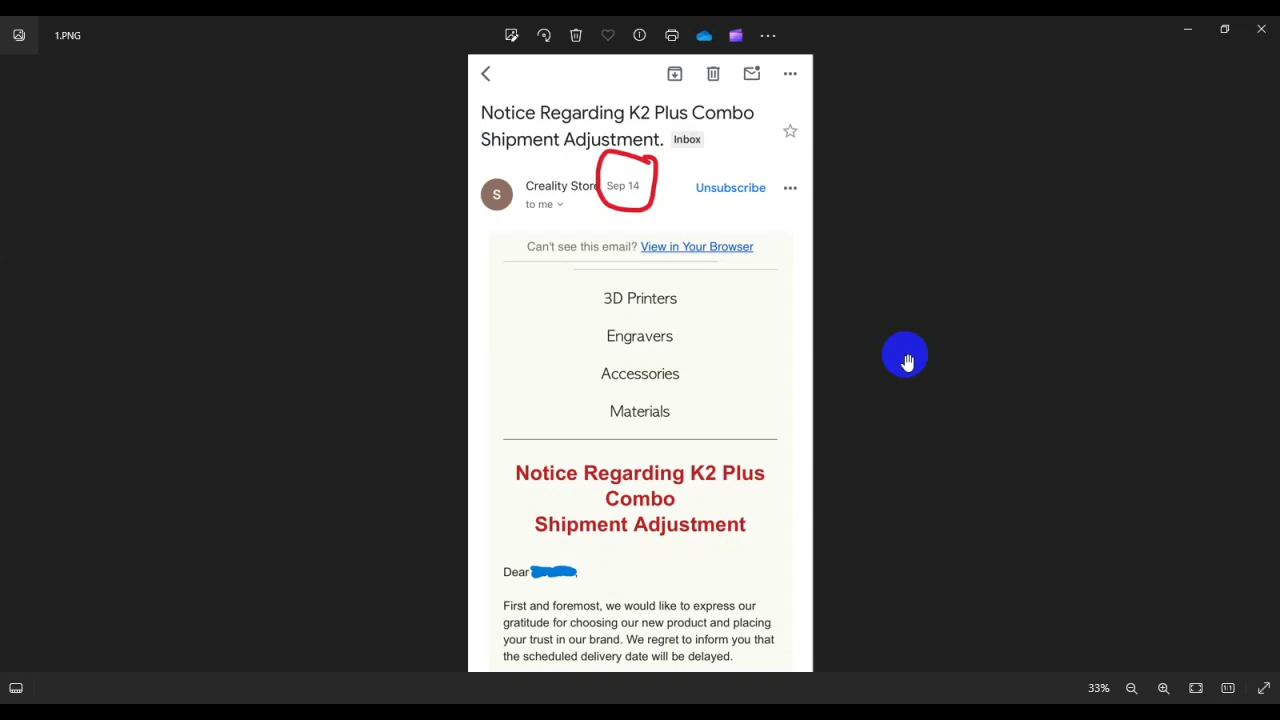 1.PNG
Notice Regarding K2 Plus Combo
Shipment Adjustment. Inbox
S
Creality Store Sep 14
Unsubscribe
to me
Can't see this email? View in Your Browser
3D Printers
Engravers
Accessories
Materials
Notice Regarding K2 Plus
Combo
Shipment Adjustment
Dear
First and foremost, we would like to express our
gratitude for choosing our new product and placing
your trust in our brand. We regret to inform you that
the scheduled delivery date will be delayed.
33%
1:1